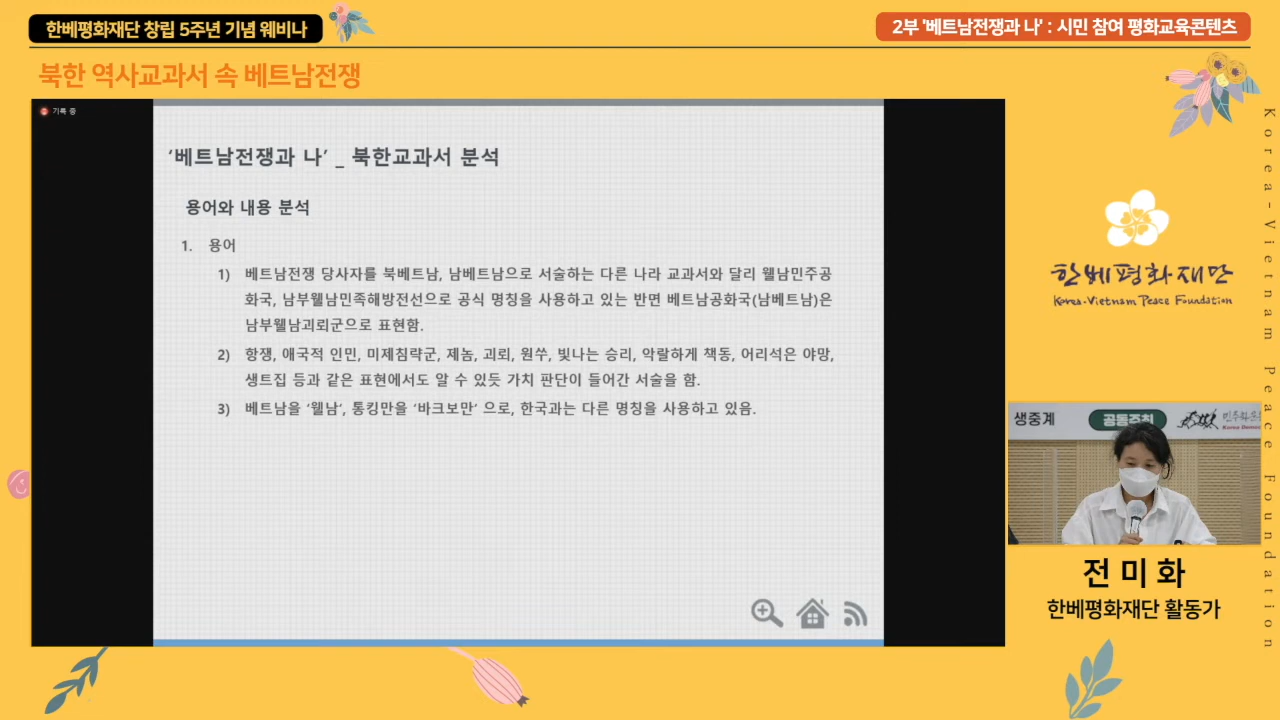 한베평화재단 창립 5주년 기념 웨비나
2부 '베트남전쟁과 나' : 시민 참여 평화교육콘텐츠
북한 역사교과서 속 베트남전쟁
기록 중
‘베트남전쟁과 나’ _ 북한교과서 분석
용어와 내용 분석
1. 용어
1) 베트남전쟁 당사자를 북베트남, 남베트남으로 서술하는 다른 나라 교과서와 달리 웰남민주공
화국, 남부웰남민족해방전선으로 공식 명칭을 사용하고 있는 반면 베트남공화국(남베트남)은
남부웰남괴뢰군으로 표현함.
2) 항쟁, 애국적 인민, 미제침략군, 제놈, 괴뢰, 원쑤, 빛나는 승리, 악랄하게 책동, 어리석은 야망,
생트집 등과 같은 표현에서도 알 수 있듯 가치 판단이 들어간 서술을 함.
3) 베트남을 ‘웰남‘, 통킹만을 ‘바크보만’ 으로, 한국과는 다른 명칭을 사용하고 있음.
한베평화재단
Korea-Vietnam Peace Foundation
생중계
공동주최
전미화
한베평화재단 활동가
Korea-Vietnam Peace Foundation